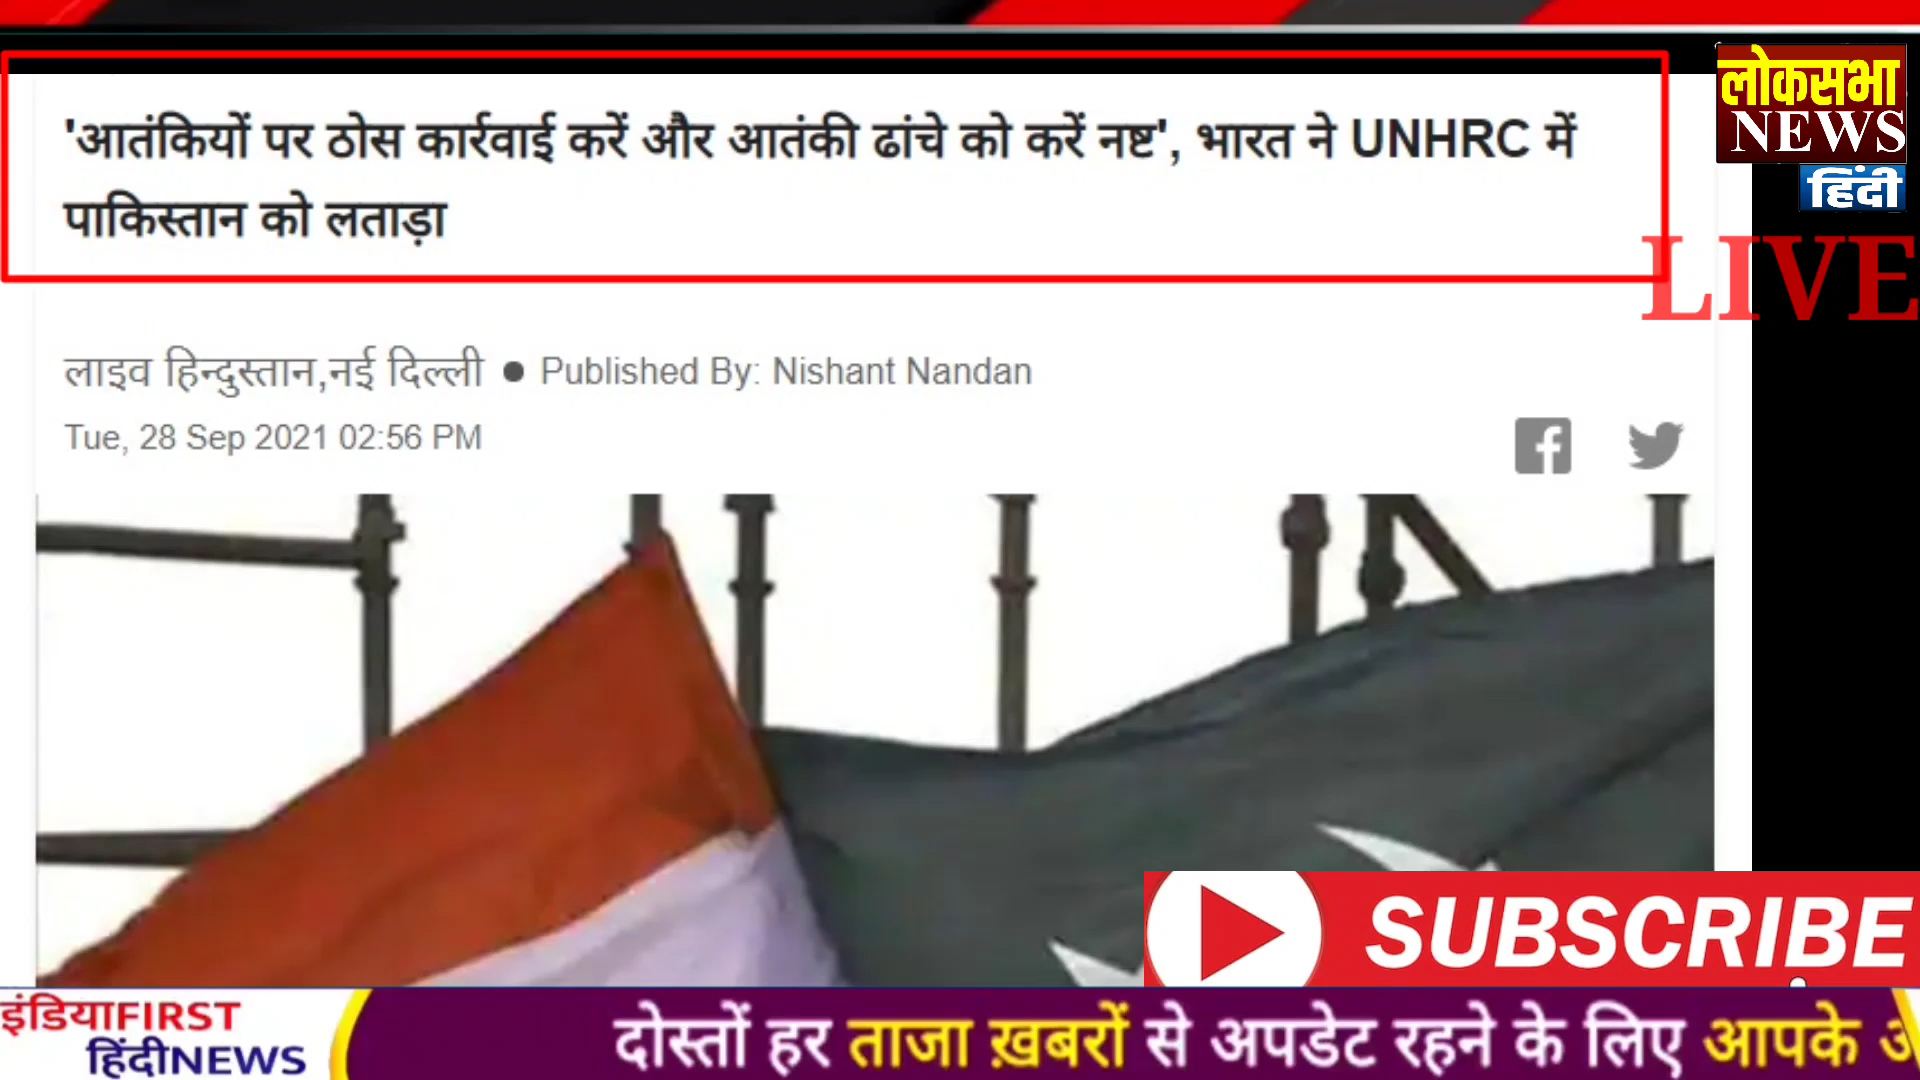 'आतंकियों पर ठोस कार्रवाई करें और आतंकी ढांचे को करें नष्ट', भारत ने UNHRC में
पाकिस्तान को लताड़ा
लोकसभा
NEWS
हिंदी
LIVE
लाइव हिन्दुस्तान,नई दिल्ली ● Published By: Nishant Nandan
Tue, 28 Sep 2021 02:56 PM
SUBSCRIBE
इंडियाFIRST
हिंदीNEWS
दोस्तों हर ताजा ख़बरों से अपडेट रहने के लिए आपके